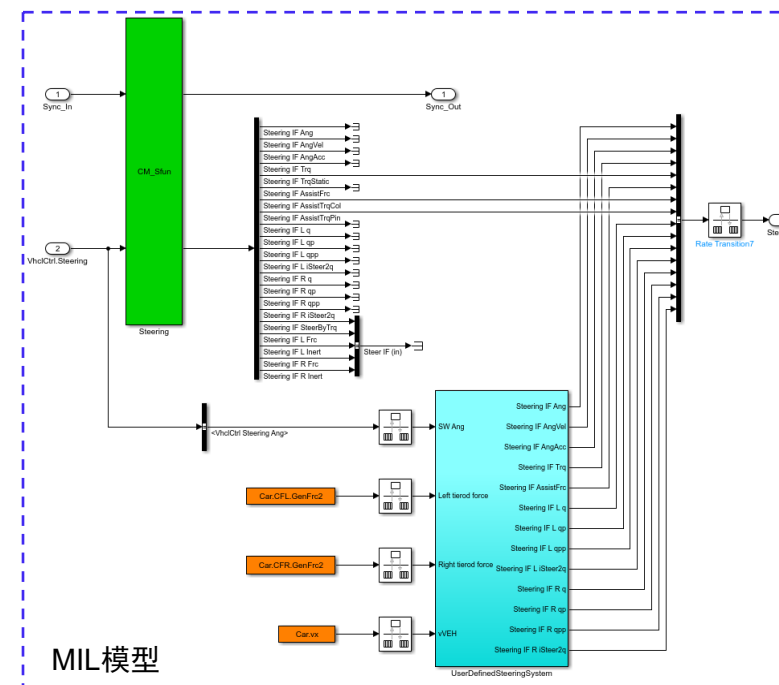 1
Sync_In
1
Sync_Out
CM_Sfun
2
VhclCtrl.Steering
Steering
Steering IF Ang
Steering IF AngVel
Steering IF AngAcc
Steering IF Trq
Steering IF TrqStatic
Steering IF AssistFrc
Steering IF AssistTrqCol
Steering IF AssistTrqPin
Steering IF L q
Steering IF L qp
Steering IF L qpp
Steering IF L iSteer2q
Steering IF R q
Steering IF R qp
Steering IF R qpp
Steering IF R iSteer2q
Steering IF SteerByTrq
Steering IF L Frc
Steering IF L Inert
Steering IF R Frc
Steering IF R Inert
Steer IF (in)
Rate Transition7
Ste
<VhclCtrl Steering Ang>
Car.CFL.GenFrc2
Car.CFR.GenFrc2
Car.vx
SW Ang
Left tierod force
Right tierod force
vVEH
Steering IF Ang
Steering IF AngVel
Steering IF AngAcc
Steering IF Trq
Steering IF AssistFrc
Steering IF L q
Steering IF L qp
Steering IF L qpp
Steering IF L iSteer2q
Steering IF R q
Steering IF R qp
Steering IF R qpp
Steering IF R iSteer2q
UserDefinedSteeringSystem
MIL模型